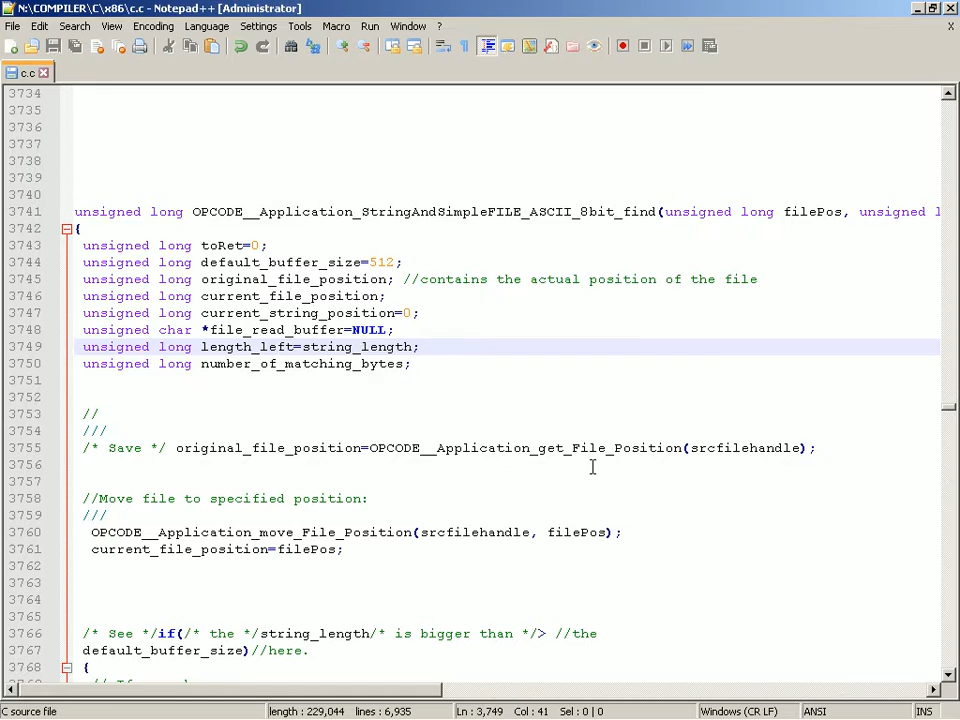 N:\COMPILER\C\x86\c.c - Notepad++ [Administrator]
File Edit Search View Encoding Language Settings Tools Macro Run Window ? X
c.c
3734
3735
3736
3737
3738
3739
3740
3741 unsigned long OPCODE__Application_StringAndSimpleFILE_ASCII_8bit_find(unsigned long filePos, unsigned l
3742 {
3743 unsigned long toRet=0;
3744 unsigned long default_buffer_size=512;
3745 unsigned long original_file_position; //contains the actual position of the file
3746 unsigned long current_file_position;
3747 unsigned long current_string_position=0;
3748 unsigned char *file_read_buffer=NULL;
3749 unsigned long length_left=string_length;
3750 unsigned long number_of_matching_bytes;
3751
3752
3753 //
3754 ///
3755 /* Save */ original_file_position=OPCODE__Application_get_File_Position(srcfilehandle);
3756
3757
3758 //Move file to specified position:
3759 ///
3760 OPCODE__Application_move_File_Position(srcfilehandle, filePos);
3761 current_file_position=filePos;
3762
3763
3764
3765
3766 /* See */if(/* the */string_length/* is bigger than */> //the
3767 default_buffer_size)//here.
3768 {
C source file length : 229,044 lines : 6,935 Ln : 3,749 Col : 41 Sel : 0 | 0 Windows (CR LF) ANSI INS